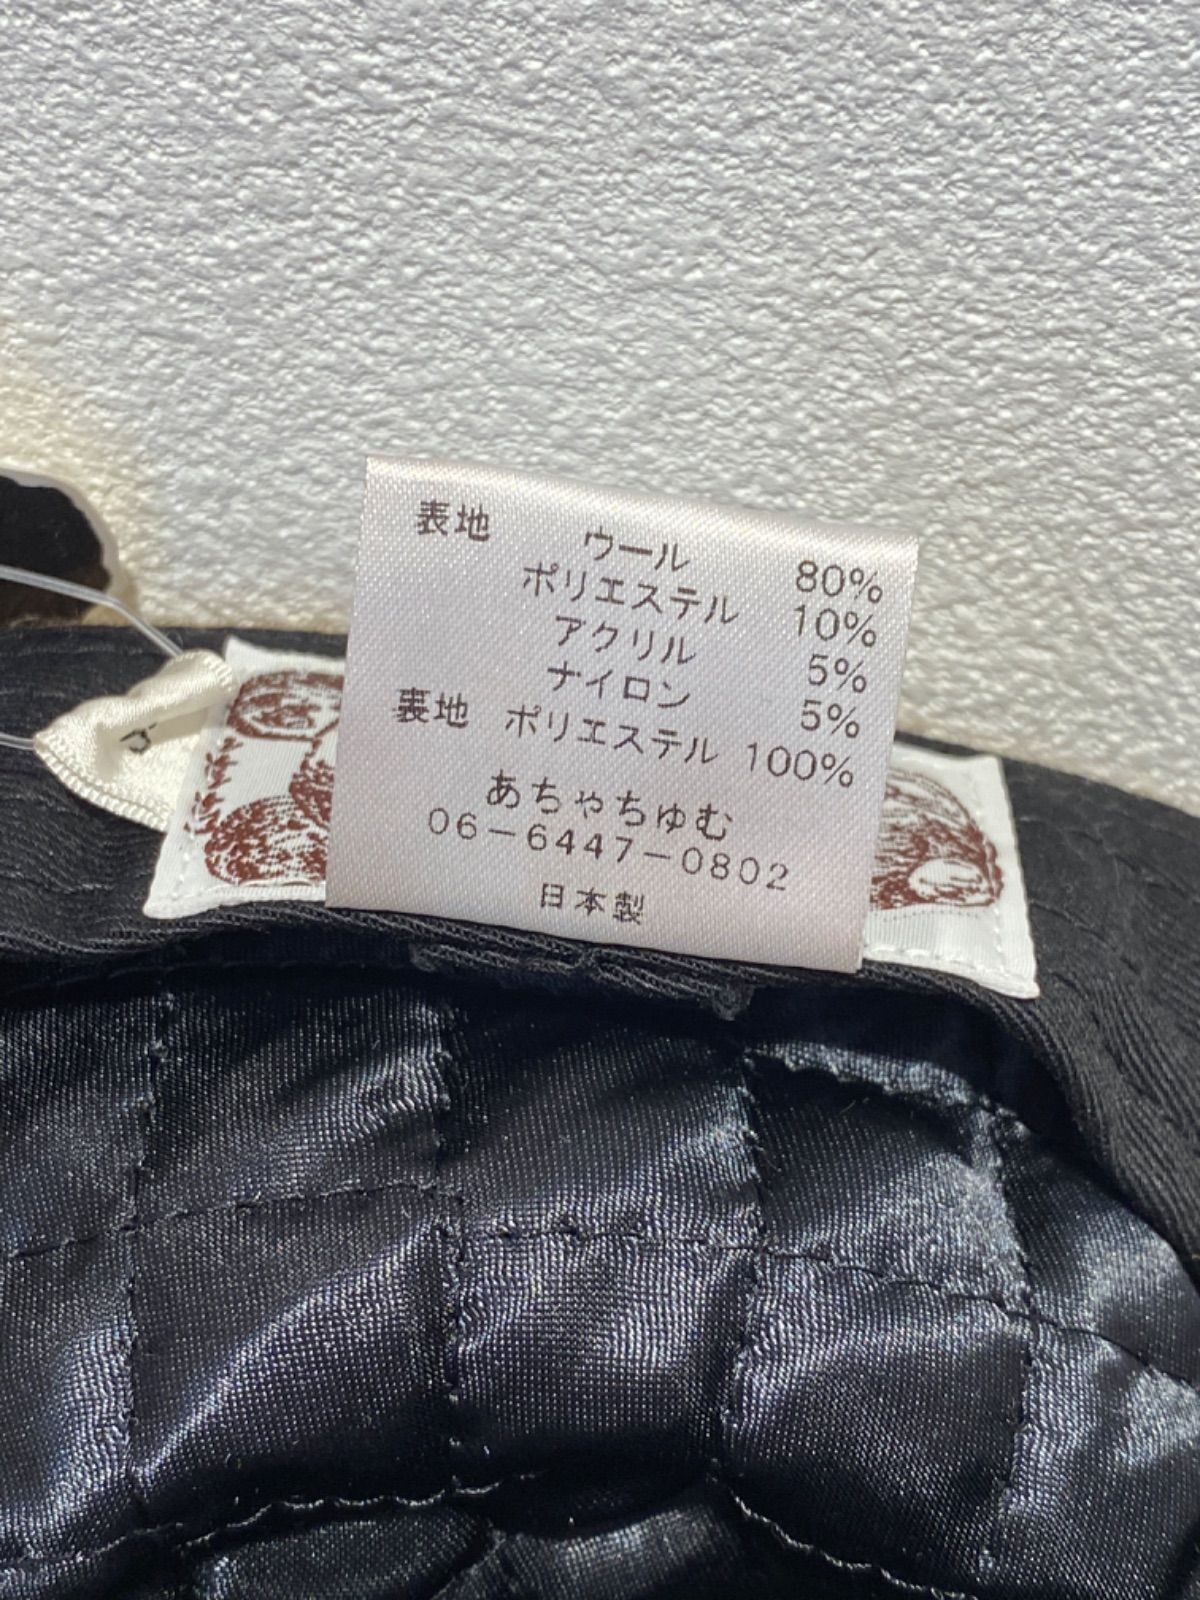 表地 ウール 80%
ポリエステル 10%
アクリル 5%
ナイロン 5%
表地 ポリエステル 100%
あちゃちゅむ
06-6447-0802
日本製